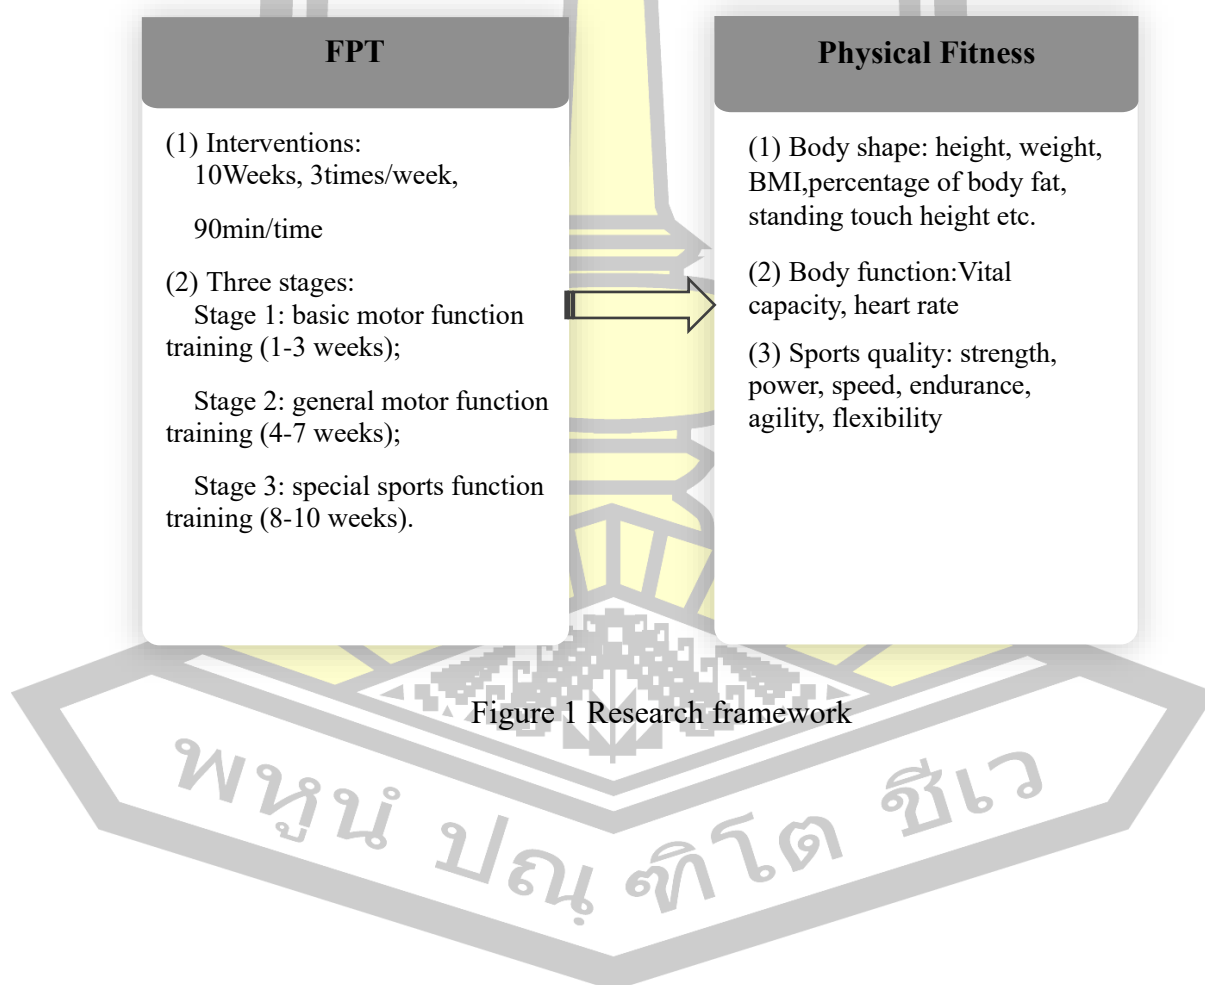 FPT
(1) Interventions:
10Weeks, 3times/week,
90min/time
(2) Three stages:
Stage 1: basic motor function
training (1-3 weeks);
Stage 2: general motor function
training (4-7 weeks);
Stage 3: special sports function
training (8-10 weeks).
Physical Fitness
(1) Body shape: height, weight,
BMI,percentage of body fat,
standing touch height etc.
(2) Body function:Vital
capacity, heart rate
(3) Sports quality: strength,
power, speed, endurance,
agility, flexibility
Figure 1 Research framework
พหูนํ ปณฺ ฑิโต ชีเว